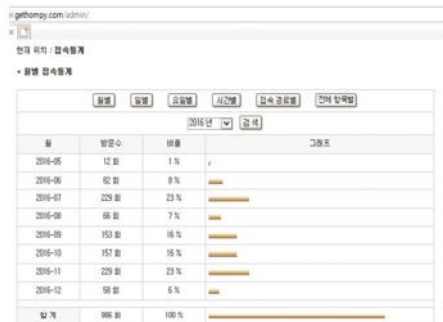 gethompy.com/admin/
현재 위치 : 접속통계
• 월별 접속통계
월별 일별 요일별 시간별 접속 경로별 전체 항목별
2016 년 검 색
월 방문수 비율 그래프
2016-05 12 회 1 %
2016-06 82 회 8 %
2016-07 229 회 23 %
2016-08 66 회 7 %
2016-09 153 회 16 %
2016-10 157 회 16 %
2016-11 229 회 23 %
2016-12 58 회 6 %
합 계 986 회 100 %